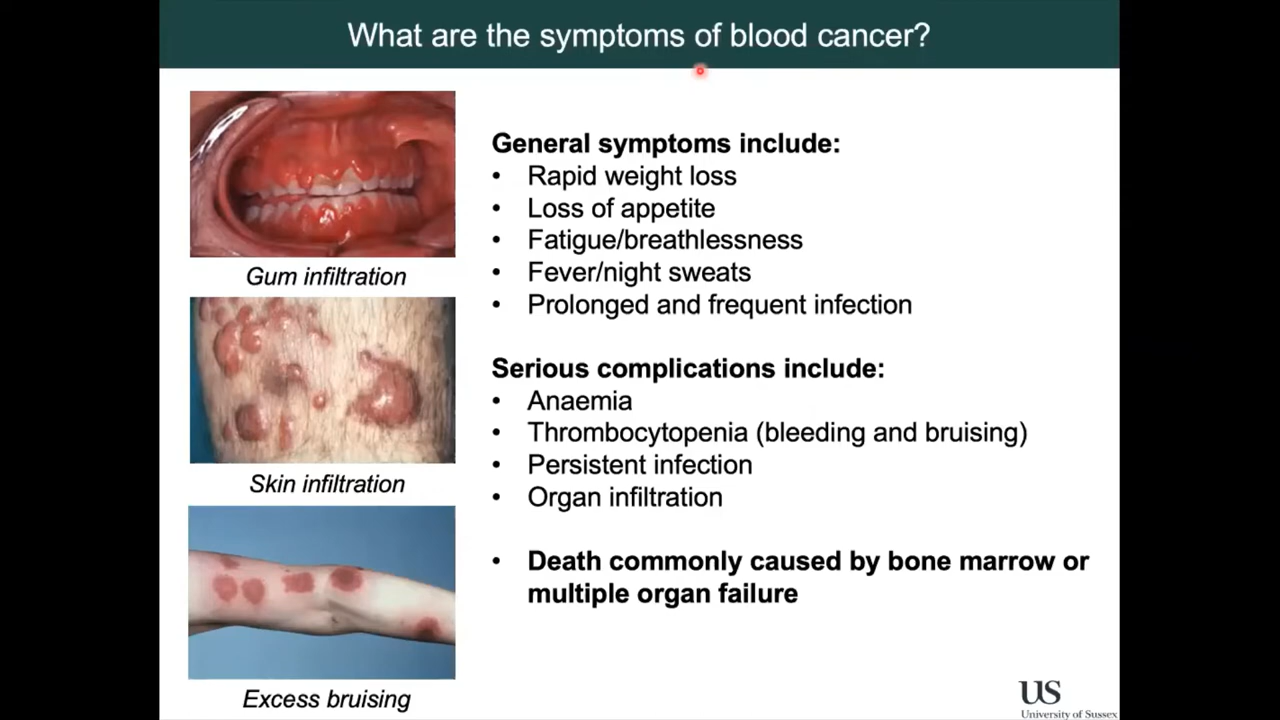 What are the symptoms of blood cancer?
Gum infiltration
Skin infiltration
Excess bruising
General symptoms include:
• Rapid weight loss
• Loss of appetite
• Fatigue/breathlessness
• Fever/night sweats
• Prolonged and frequent infection
Serious complications include:
• Anaemia
• Thrombocytopenia (bleeding and bruising)
• Persistent infection
• Organ infiltration
• Death commonly caused by bone marrow or
multiple organ failure
US
University of Sussex